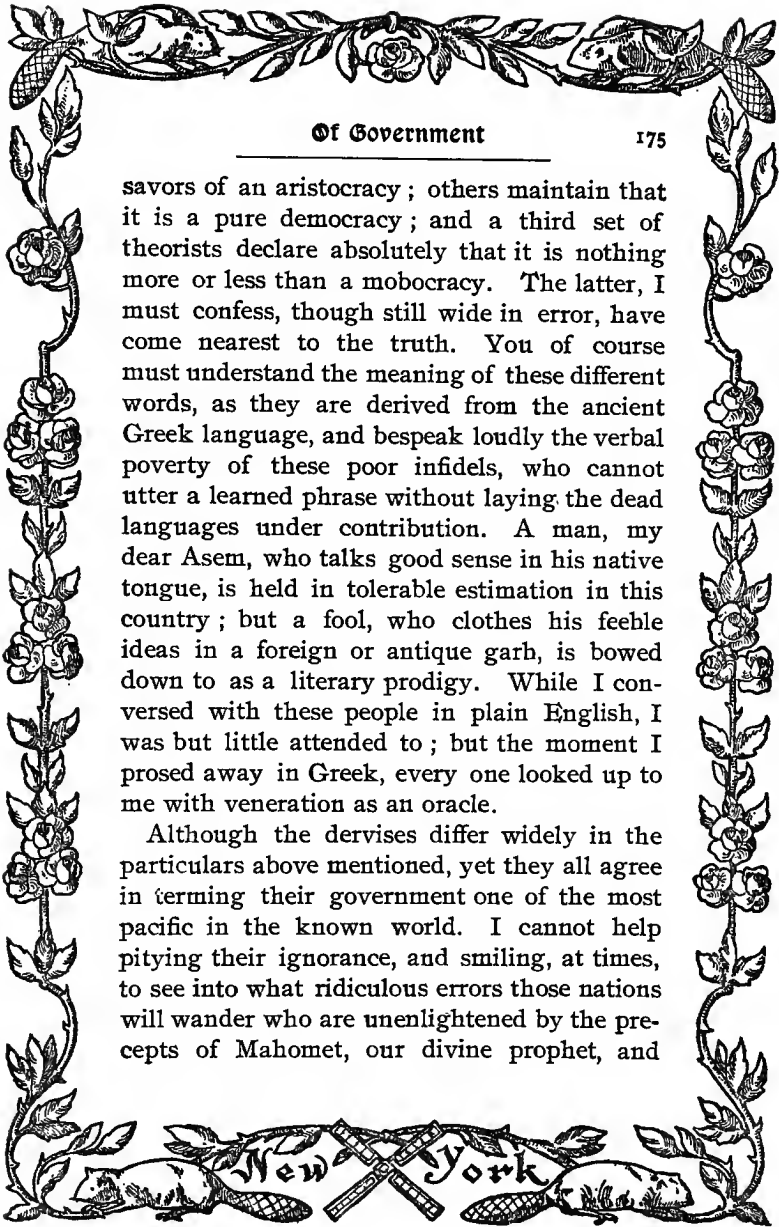 Of Government 175
savors of an aristocracy ; others maintain that
it is a pure democracy ; and a third set of
theorists declare absolutely that it is nothing
more or less than a mobocracy. The latter, I
must confess, though still wide in error, have
come nearest to the truth. You of course
must understand the meaning of these different
words, as they are derived from the ancient
Greek language, and bespeak loudly the verbal
poverty of these poor infidels, who cannot
utter a learned phrase without laying the dead
languages under contribution. A man, my
dear Asem, who talks good sense in his native
tongue, is held in tolerable estimation in this
country ; but a fool, who clothes his feeble
ideas in a foreign or antique garb, is bowed
down to as a literary prodigy. While I con-
versed with these people in plain English, I
was but little attended to ; but the moment I
prosed away in Greek, every one looked up to
me with veneration as an oracle.
Although the dervises differ widely in the
particulars above mentioned, yet they all agree
in terming their government one of the most
pacific in the known world. I cannot help
pitying their ignorance, and smiling, at times,
to see into what ridiculous errors those nations
will wander who are unenlightened by the pre-
cepts of Mahomet, our divine prophet, and
New York